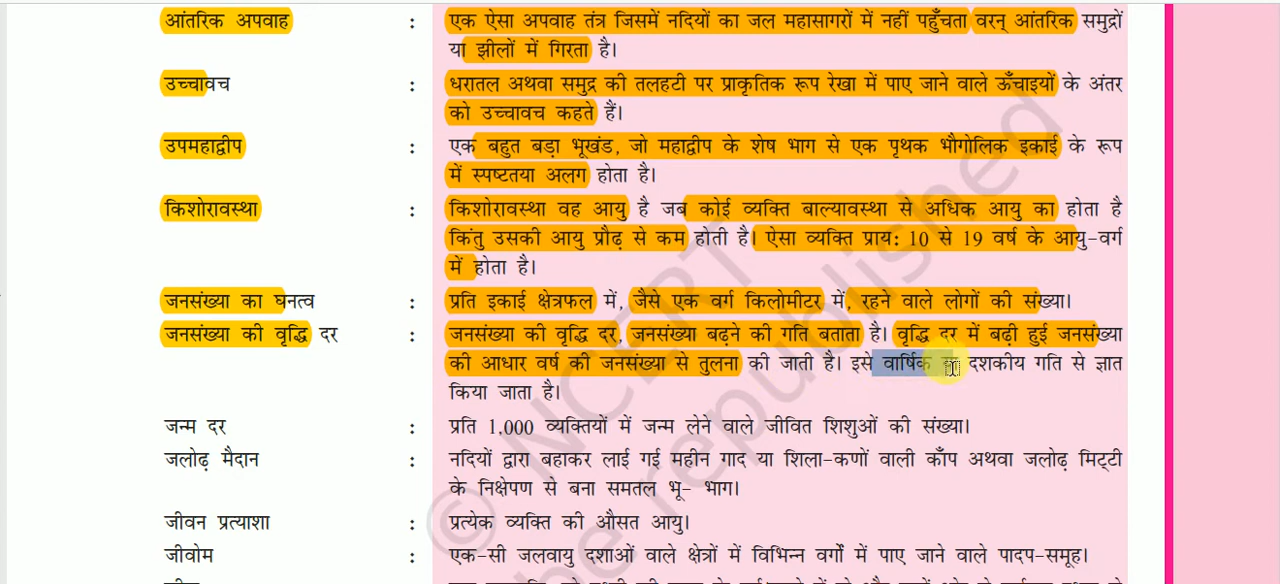 आंतरिक अपवाह : एक ऐसा अपवाह तंत्र जिसमें नदियों का जल महासागरों में नहीं पहुँचता वरन् आंतरिक समुद्रों
या झीलों में गिरता है।
उच्चावच : धरातल अथवा समुद्र की तलहटी पर प्राकृतिक रूप रेखा में पाए जाने वाले ऊँचाइयों के अंतर
को उच्चावच कहते हैं।
उपमहाद्वीप : एक बहुत बड़ा भूखंड, जो महाद्वीप के शेष भाग से एक पृथक भौगोलिक इकाई के रूप
में स्पष्टतया अलग होता है।
किशोरावस्था : किशोरावस्था वह आयु है जब कोई व्यक्ति बाल्यावस्था से अधिक आयु का होता है
किंतु उसकी आयु प्रौढ़ से कम होती है। ऐसा व्यक्ति प्राय: 10 से 19 वर्ष के आयु-वर्ग
में होता है।
जनसंख्या का घनत्व : प्रति इकाई क्षेत्रफल में, जैसे एक वर्ग किलोमीटर में, रहने वाले लोगों की संख्या।
जनसंख्या की वृद्धि दर : जनसंख्या की वृद्धि दर, जनसंख्या बढ़ने की गति बताता है। वृद्धि दर में बढ़ी हुई जनसंख्या
की आधार वर्ष की जनसंख्या से तुलना की जाती है। इसे वार्षिक दशकीय गति से ज्ञात
किया जाता है।
जन्म दर : प्रति 1,000 व्यक्तियों में जन्म लेने वाले जीवित शिशुओं की संख्या।
जलोढ़ मैदान : नदियों द्वारा बहाकर लाई गई महीन गाद या शिला-कणों वाली काँप अथवा जलोढ़ मिट्टी
के निक्षेपण से बना समतल भू- भाग।
जीवन प्रत्याशा : प्रत्येक व्यक्ति की औसत आयु।
जीवोम : एक-सी जलवायु दशाओं वाले क्षेत्रों में विभिन्न वर्गों में पाए जाने वाले पादप-समूह।
© NCERT
be republished